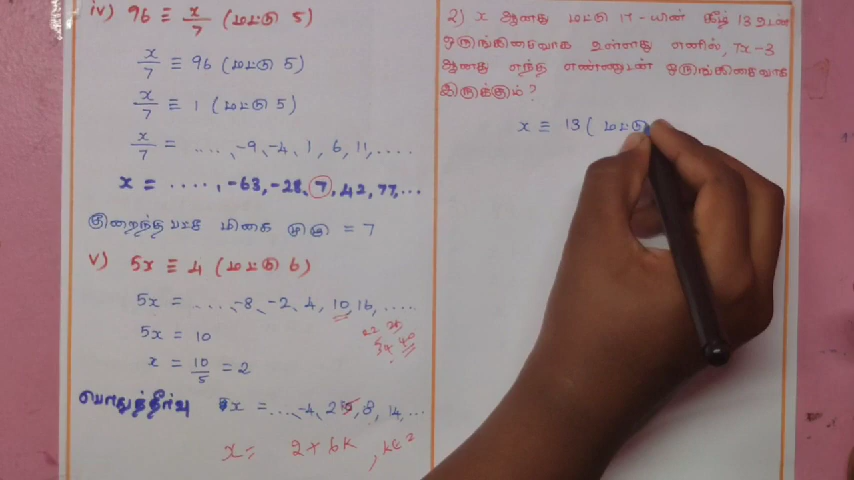 iv) 96 ≡ x/7 (மட்டு 5)
x/7 ≡ 96 (மட்டு 5)
x/7 ≡ 1 (மட்டு 5)
x/7 = ...., -9, -4, 1, 6, 11, ....
x = ...., -63, -28, 7, 42, 77, ...
குறைந்தபட்ச மிகை முழு = 7
v) 5x ≡ 4 (மட்டு 6)
5x = ...., -8, -2, 4, 10, 16, ....
5x = 10
x = 10/5 = 2
பொதுத்தீர்வு x = ..., -4, 2, 8, 14, ...
x = 2 + 6k
2) x ஆனது மட்டு 17-யின் கீழ் 13 உடன்
ஒருங்கிசைவாக உள்ளது எனில், 7x-3
ஆனது எந்த எண்ணுடன் ஒருங்கிசைவாக
இருக்கும்?
x ≡ 13 ( மட்டு